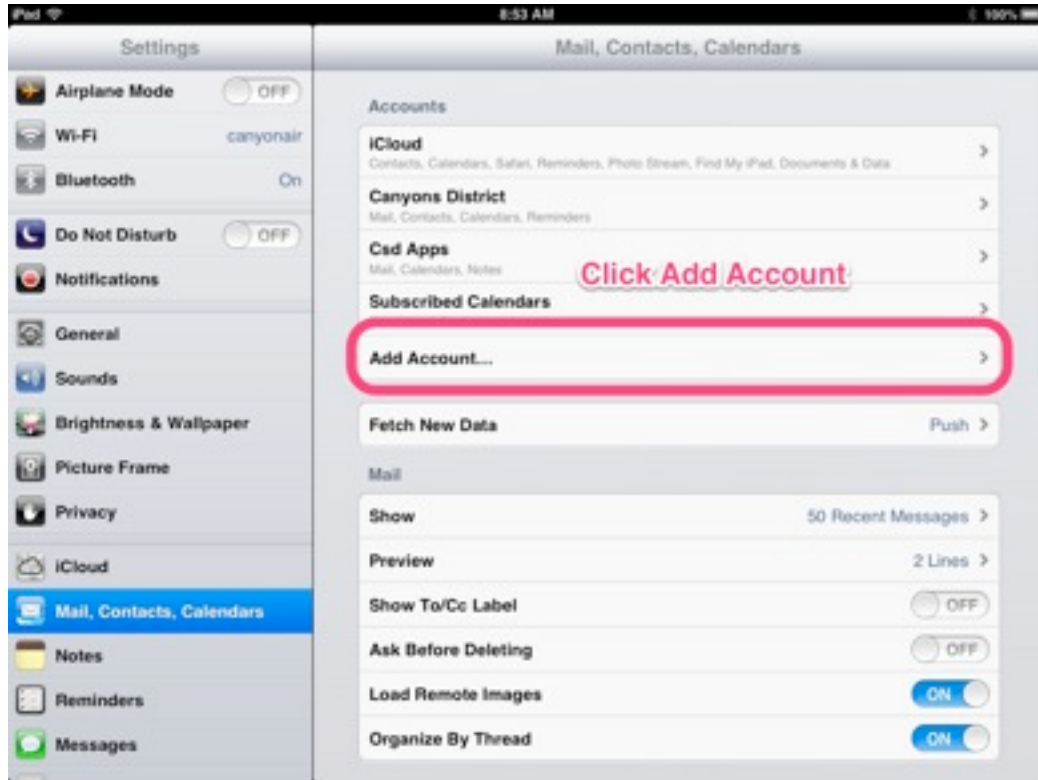 iPad 8:53 AM 100%
Settings
Mail, Contacts, Calendars
Airplane Mode OFF
Wi-Fi canyonair
Bluetooth On
Do Not Disturb OFF
Notifications
General
Sounds
Brightness & Wallpaper
Picture Frame
Privacy
iCloud
Mail, Contacts, Calendars
Notes
Reminders
Messages
Accounts
iCloud
Contacts, Calendars, Safari, Reminders, Photo Stream, Find My iPad, Documents & Data
Canyons District
Mail, Contacts, Calendars, Reminders
Csd Apps
Mail, Calendars, Notes
Click Add Account
Subscribed Calendars
Add Account...
Fetch New Data Push
Mail
Show 50 Recent Messages
Preview 2 Lines
Show To/Cc Label OFF
Ask Before Deleting OFF
Load Remote Images ON
Organize By Thread ON